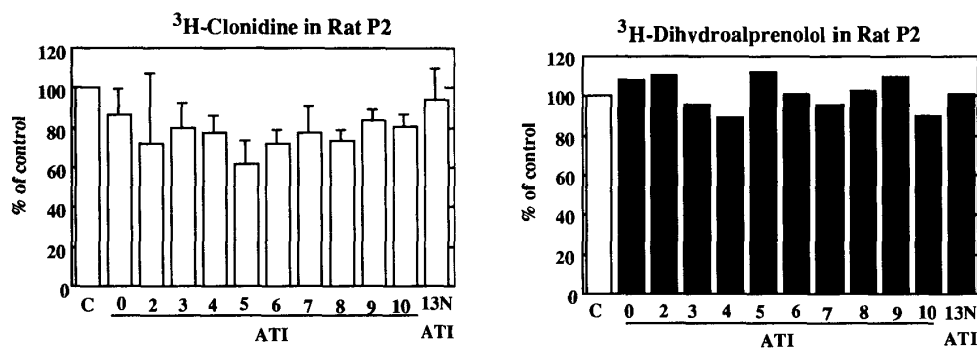 ³H-Clonidine in Rat P2
% of control
120
100
80
60
40
20
0
C 0 2 3 4 5 6 7 8 9 10 13N
ATI ATI
³H-Dihydroalprenolol in Rat P2
% of control
120
100
80
60
40
20
0
C 0 2 3 4 5 6 7 8 9 10 13N
ATI ATI